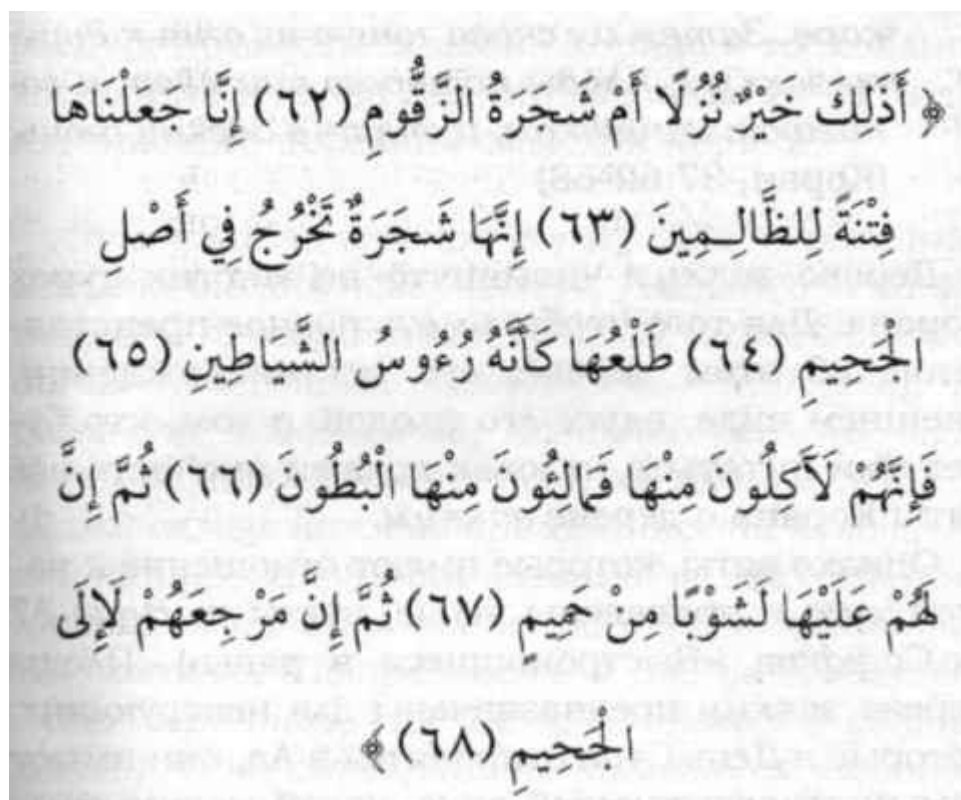 ﴿ أَذَلِكَ خَيْرٌ نُزُلًا أَمْ شَجَرَةُ الزَّقُّومِ (٦٢) إِنَّا جَعَلْنَاهَا
فِتْنَةً لِلظَّالِـمِينَ (٦٣) إِنَّهَا شَجَرَةٌ تَخْرُجُ فِي أَصْلِ
الْجَحِيمِ (٦٤) طَلْعُهَا كَأَنَّهُ رُءُوسُ الشَّيَاطِينِ (٦٥)
فَإِنَّهُمْ لَآكِلُونَ مِنْهَا فَمَالِئُونَ مِنْهَا الْبُطُونَ (٦٦) ثُمَّ إِنَّ
لَهُمْ عَلَيْهَا لَشَوْبًا مِنْ حَمِيمٍ (٦٧) ثُمَّ إِنَّ مَرْجِعَهُمْ لَإِلَى
الْجَحِيمِ (٦٨) ﴾